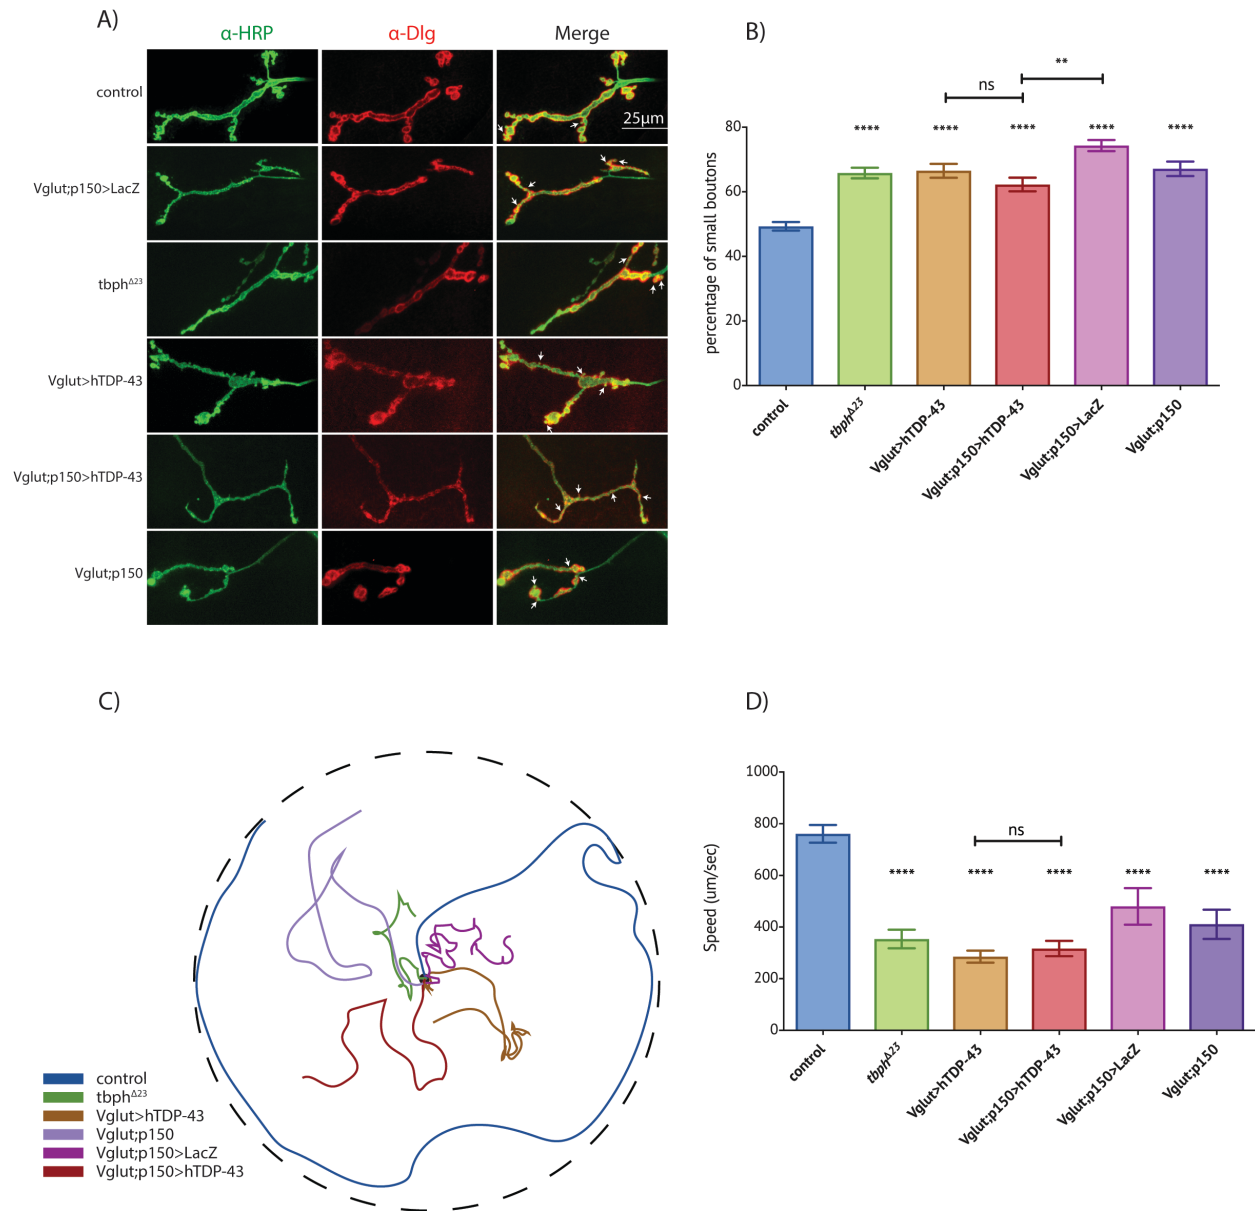 A)
α-HRP
α-Dlg
Merge
control
25μm
Vglut;p150>LacZ
tbph^Δ23
Vglut>hTDP-43
Vglut;p150>hTDP-43
Vglut;p150
B)
**
ns
**** **** **** **** ****
percentage of small boutons
80
60
40
20
0
control
tbph^Δ23
Vglut>hTDP-43
Vglut;p150>hTDP-43
Vglut;p150>LacZ
Vglut;p150
C)
control
tbph^Δ23
Vglut>hTDP-43
Vglut;p150
Vglut;p150>LacZ
Vglut;p150>hTDP-43
D)
ns
**** **** **** **** ****
Speed (um/sec)
1000
800
600
400
200
0
control
tbph^Δ23
Vglut>hTDP-43
Vglut;p150>hTDP-43
Vglut;p150>LacZ
Vglut;p150